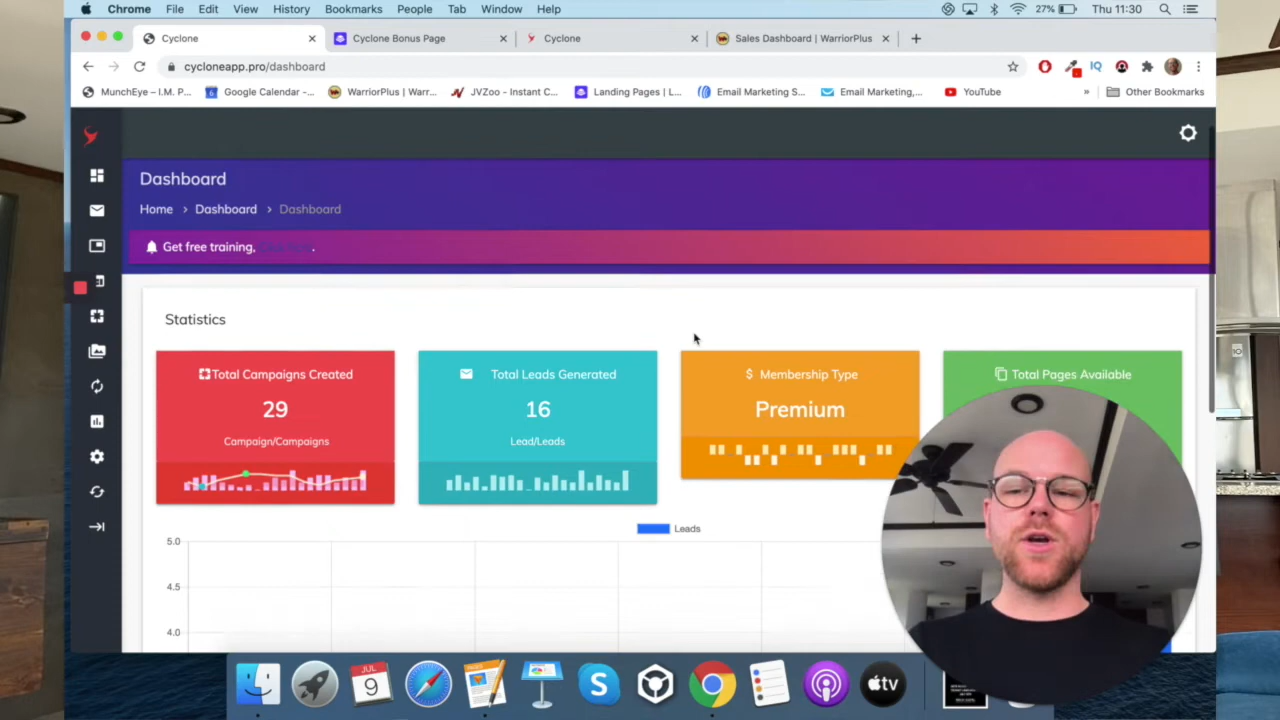 Chrome File Edit View History Bookmarks People Tab Window Help 27% Thu 11:30
Cyclone Cyclone Bonus Page Cyclone Sales Dashboard | WarriorPlus
cycloneapp.pro/dashboard
MunchEye – I.M. P... Google Calendar -... WarriorPlus | Warr... JVZoo - Instant C... Landing Pages | L... Email Marketing S... Email Marketing,... YouTube » Other Bookmarks
Dashboard
Home > Dashboard > Dashboard
Get free training, Click Here.
Statistics
Total Campaigns Created Total Leads Generated $ Membership Type Total Pages Available
29 16 Premium
Campaign/Campaigns Lead/Leads
Leads
5.0
4.5
4.0
JUL
9
tv